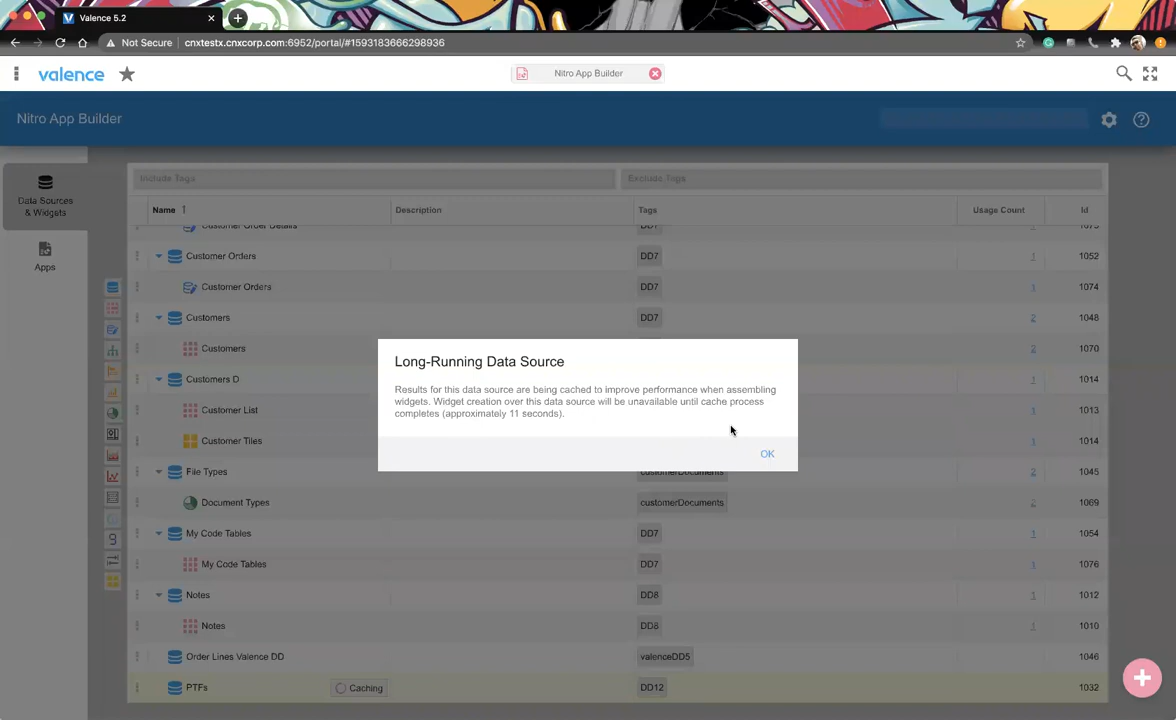 Valence 5.2
Not Secure cnxtestx.cnxcorp.com:6952/portal/#1593183666298936
valence Nitro App Builder
Nitro App Builder
Data Sources & Widgets
Apps
Include Tags Exclude Tags
Name Description Tags Usage Count Id
Customer Order Details DD7 1 1073
Customer Orders DD7 1 1052
Customer Orders DD7 1 1074
Customers DD7 2 1048
Customers 2 1070
Customers D 1 1014
Customer List 1 1013
Customer Tiles 1 1014
File Types customerDocuments 2 1045
Document Types customerDocuments 2 1069
My Code Tables DD7 1 1054
My Code Tables DD7 1 1076
Notes DD8 1 1012
Notes DD8 1 1010
Order Lines Valence DD valenceDD5 1046
PTFs Caching DD12 1032
Long-Running Data Source
Results for this data source are being cached to improve performance when assembling
widgets. Widget creation over this data source will be unavailable until cache process
completes (approximately 11 seconds).
OK